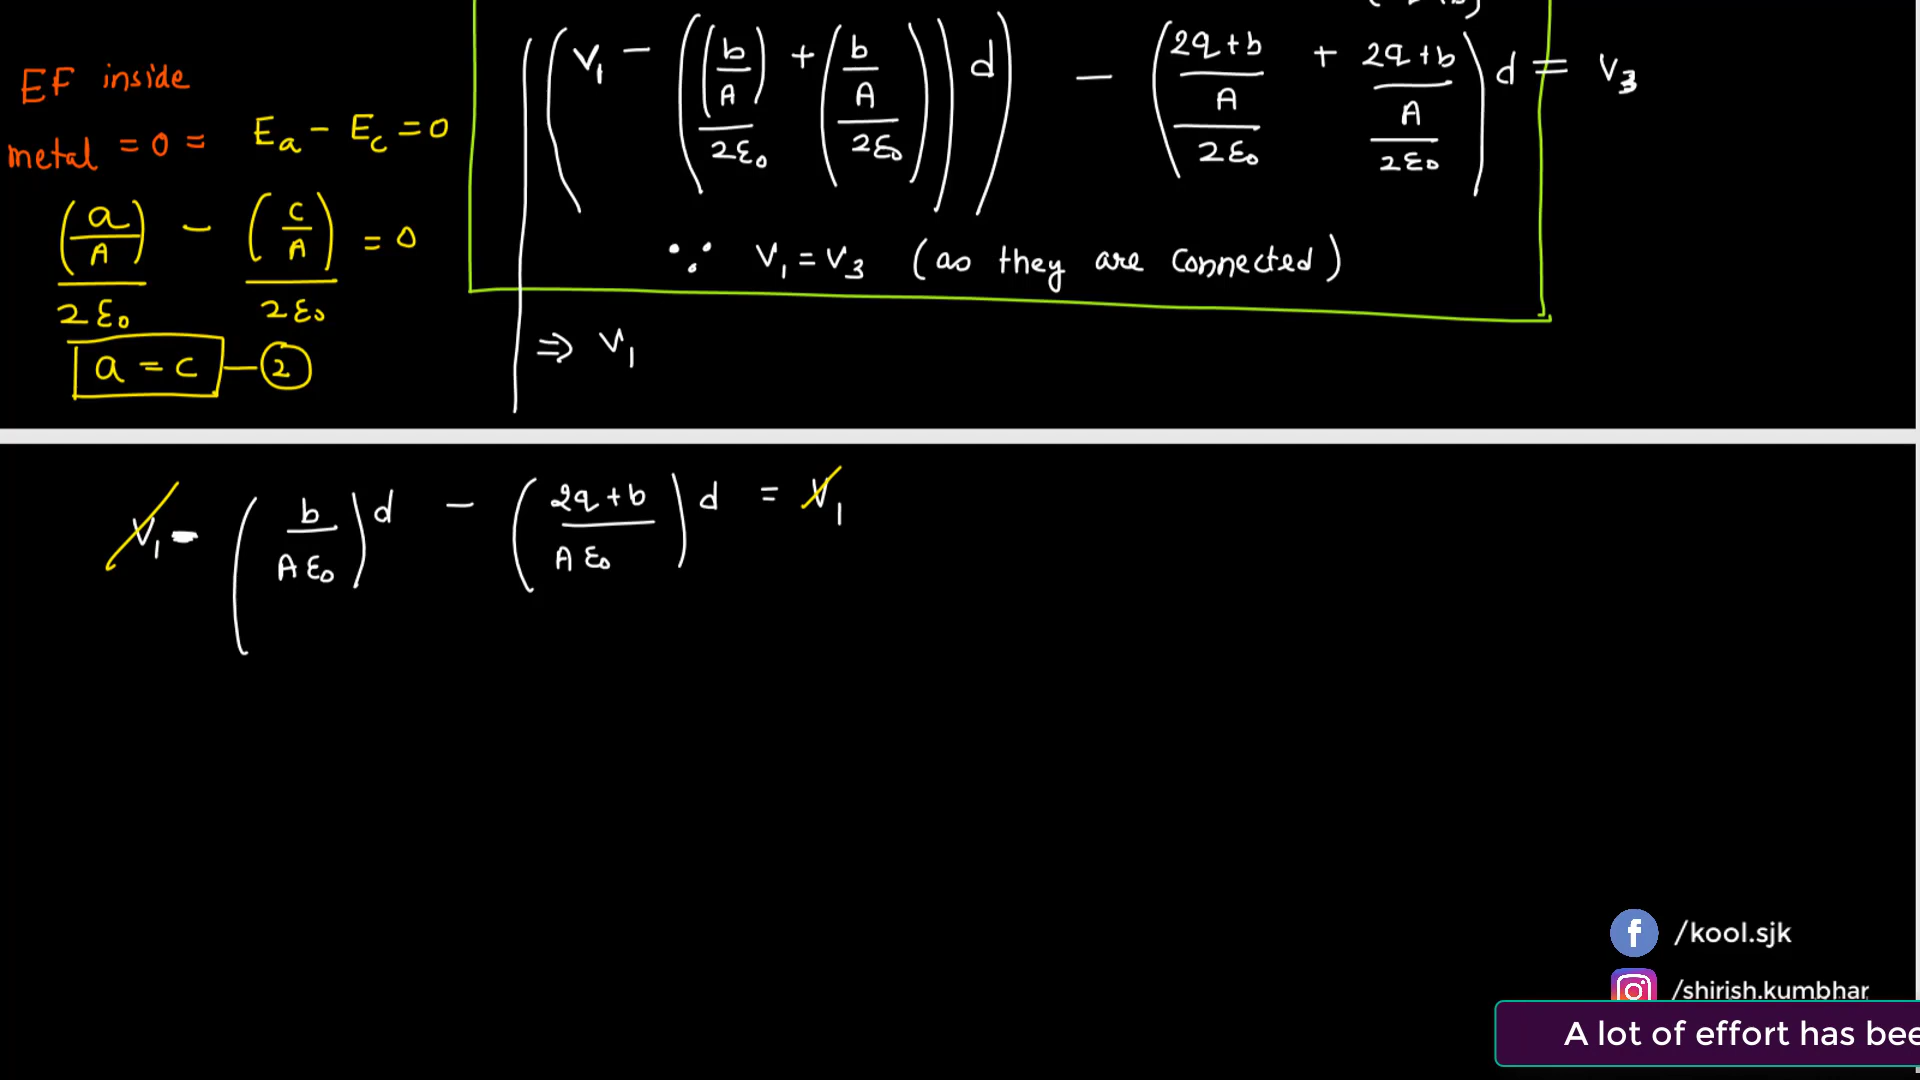 EF inside
metal = 0 = Ea - Ec = 0
(a/A)/2ε₀ - (c/A)/2ε₀ = 0
a = c — ②
(V₁ - ((b/A)/2ε₀ + (b/A)/2ε₀) d) - ((2q+b)/A/2ε₀ + (2q+b)/A/2ε₀) d = V₃
∵ V₁ = V₃ (as they are connected)
⇒ V₁
V₁ - (b/Aε₀) d - ((2q+b)/Aε₀) d = V₁
/kool.sjk
/shirish.kumbhar
A lot of effort has bee